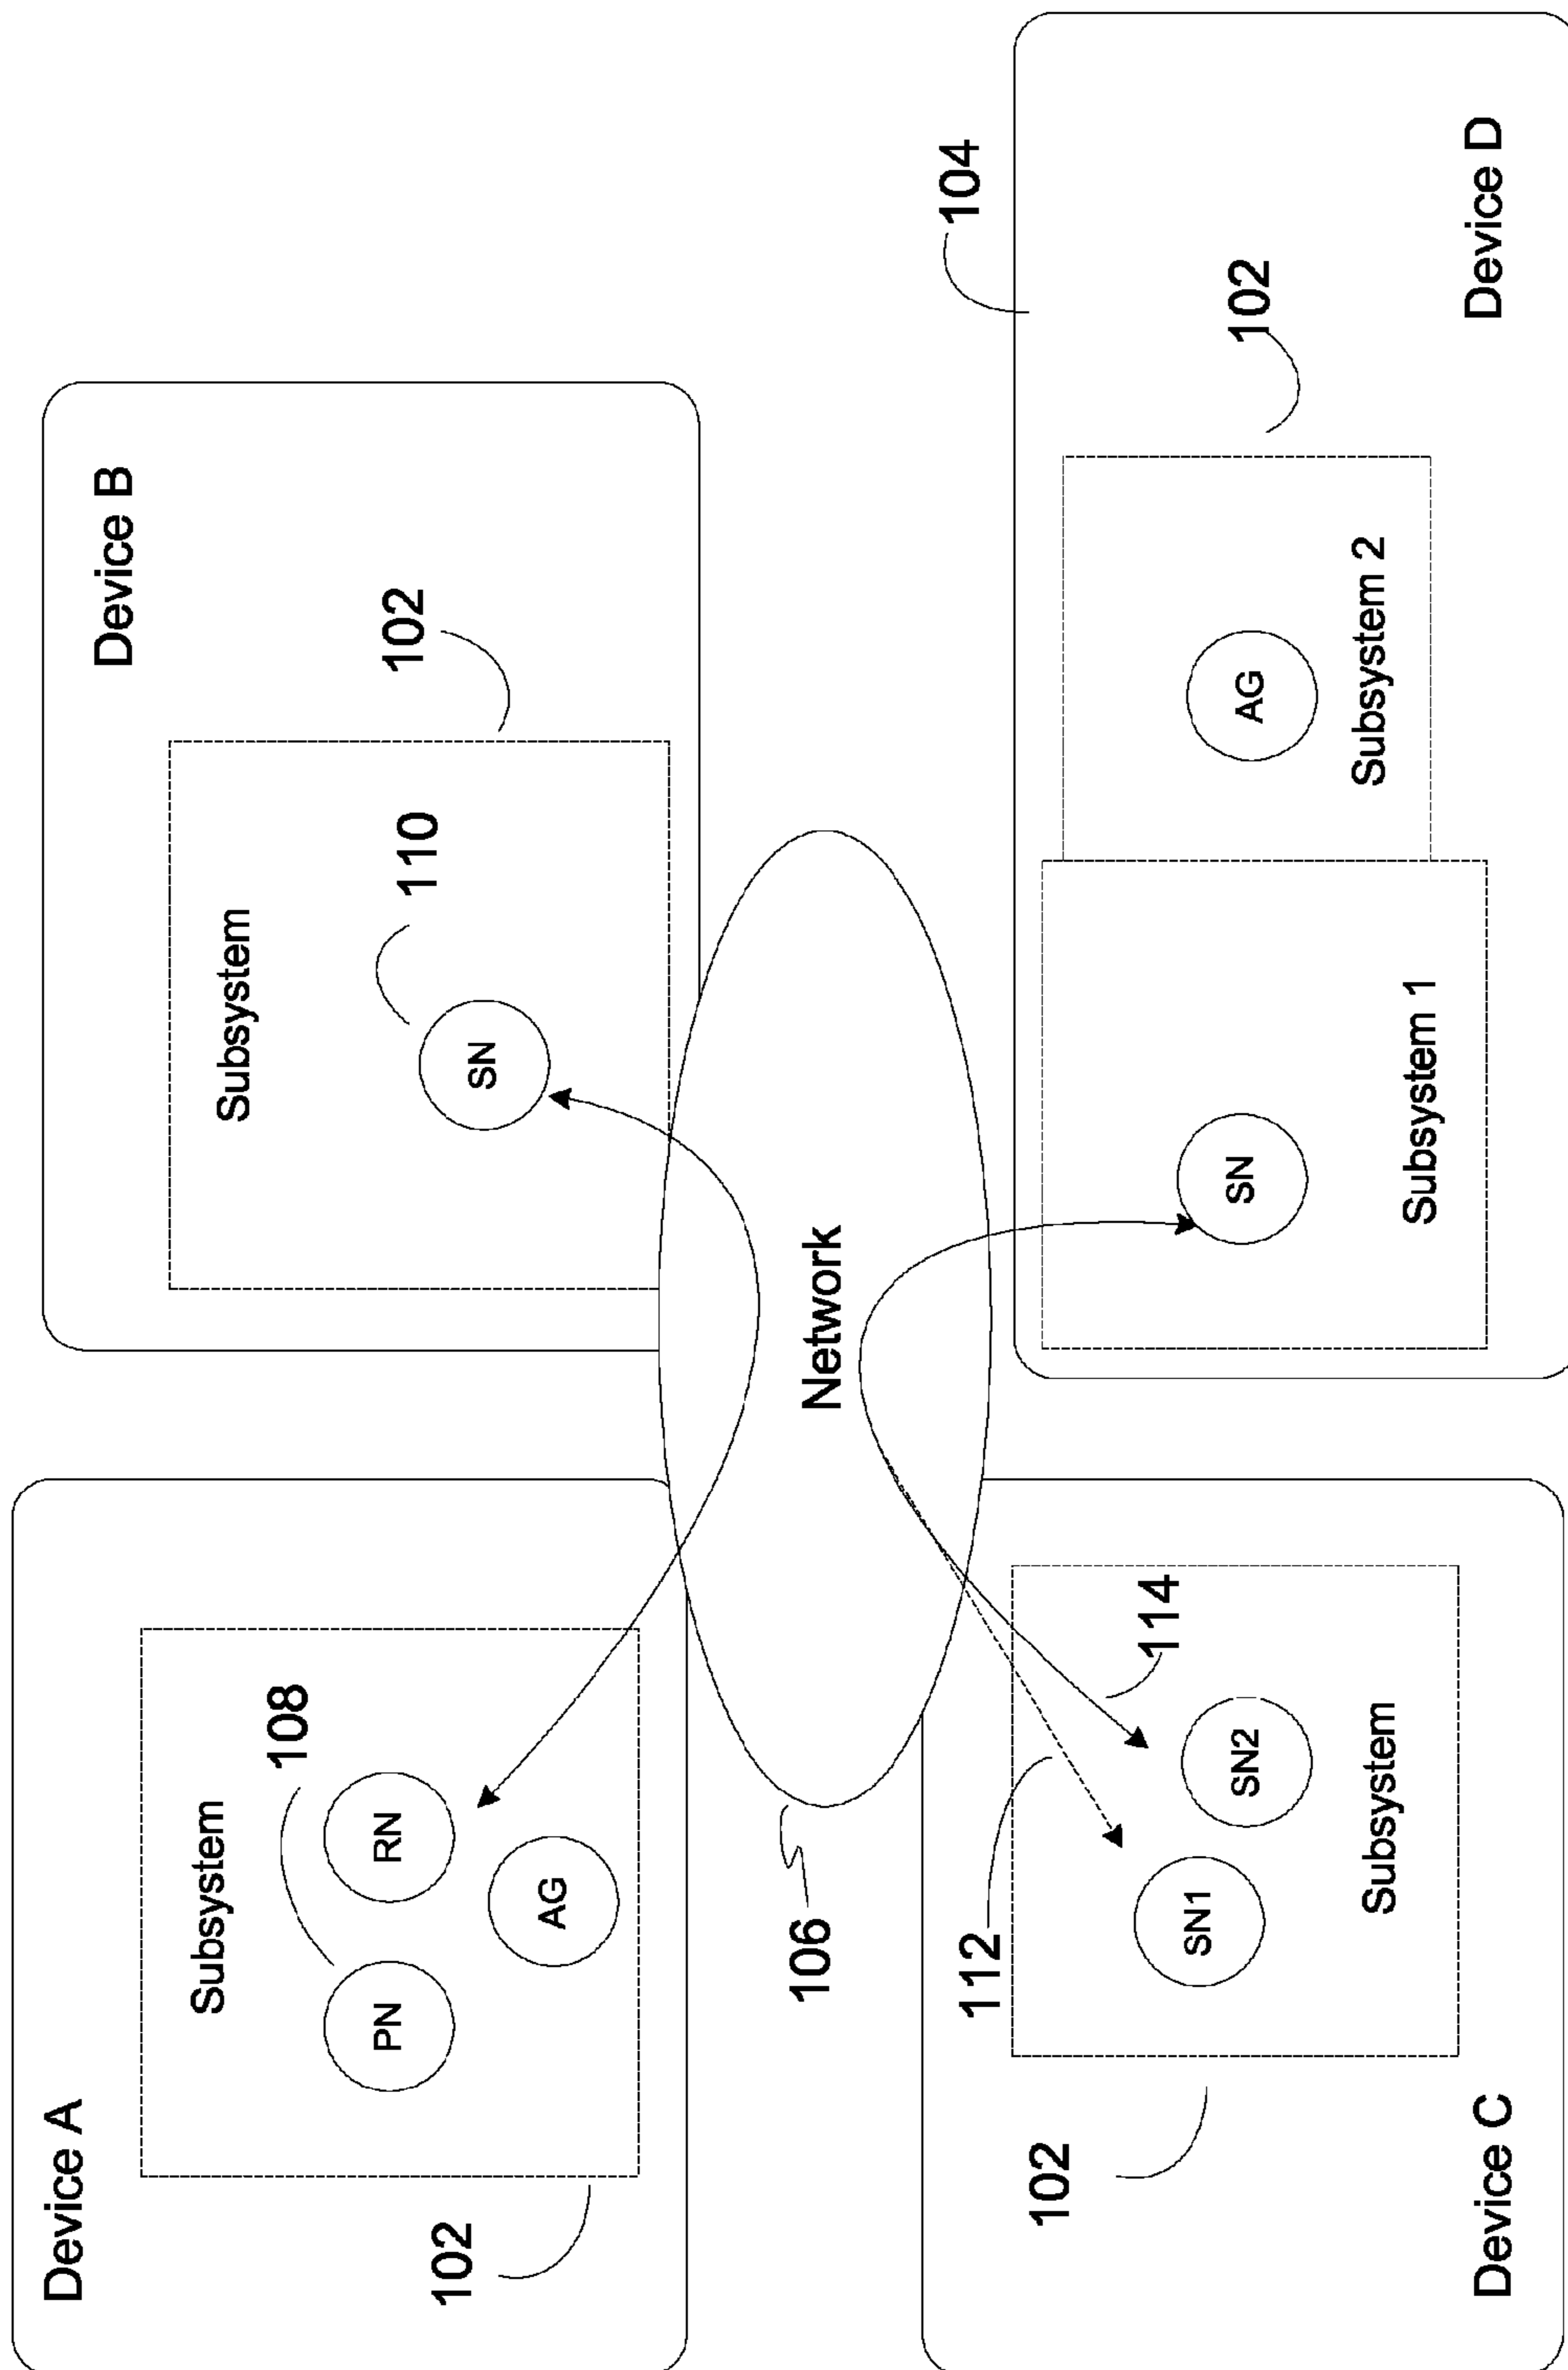 Device A
Subsystem
108
PN
RN
AG
102
Device B
Subsystem
110
102
SN
106
Network
104
112
114
102
SN1
SN2
Subsystem
Device C
SN
Subsystem 1
AG
Subsystem 2
102
Device D